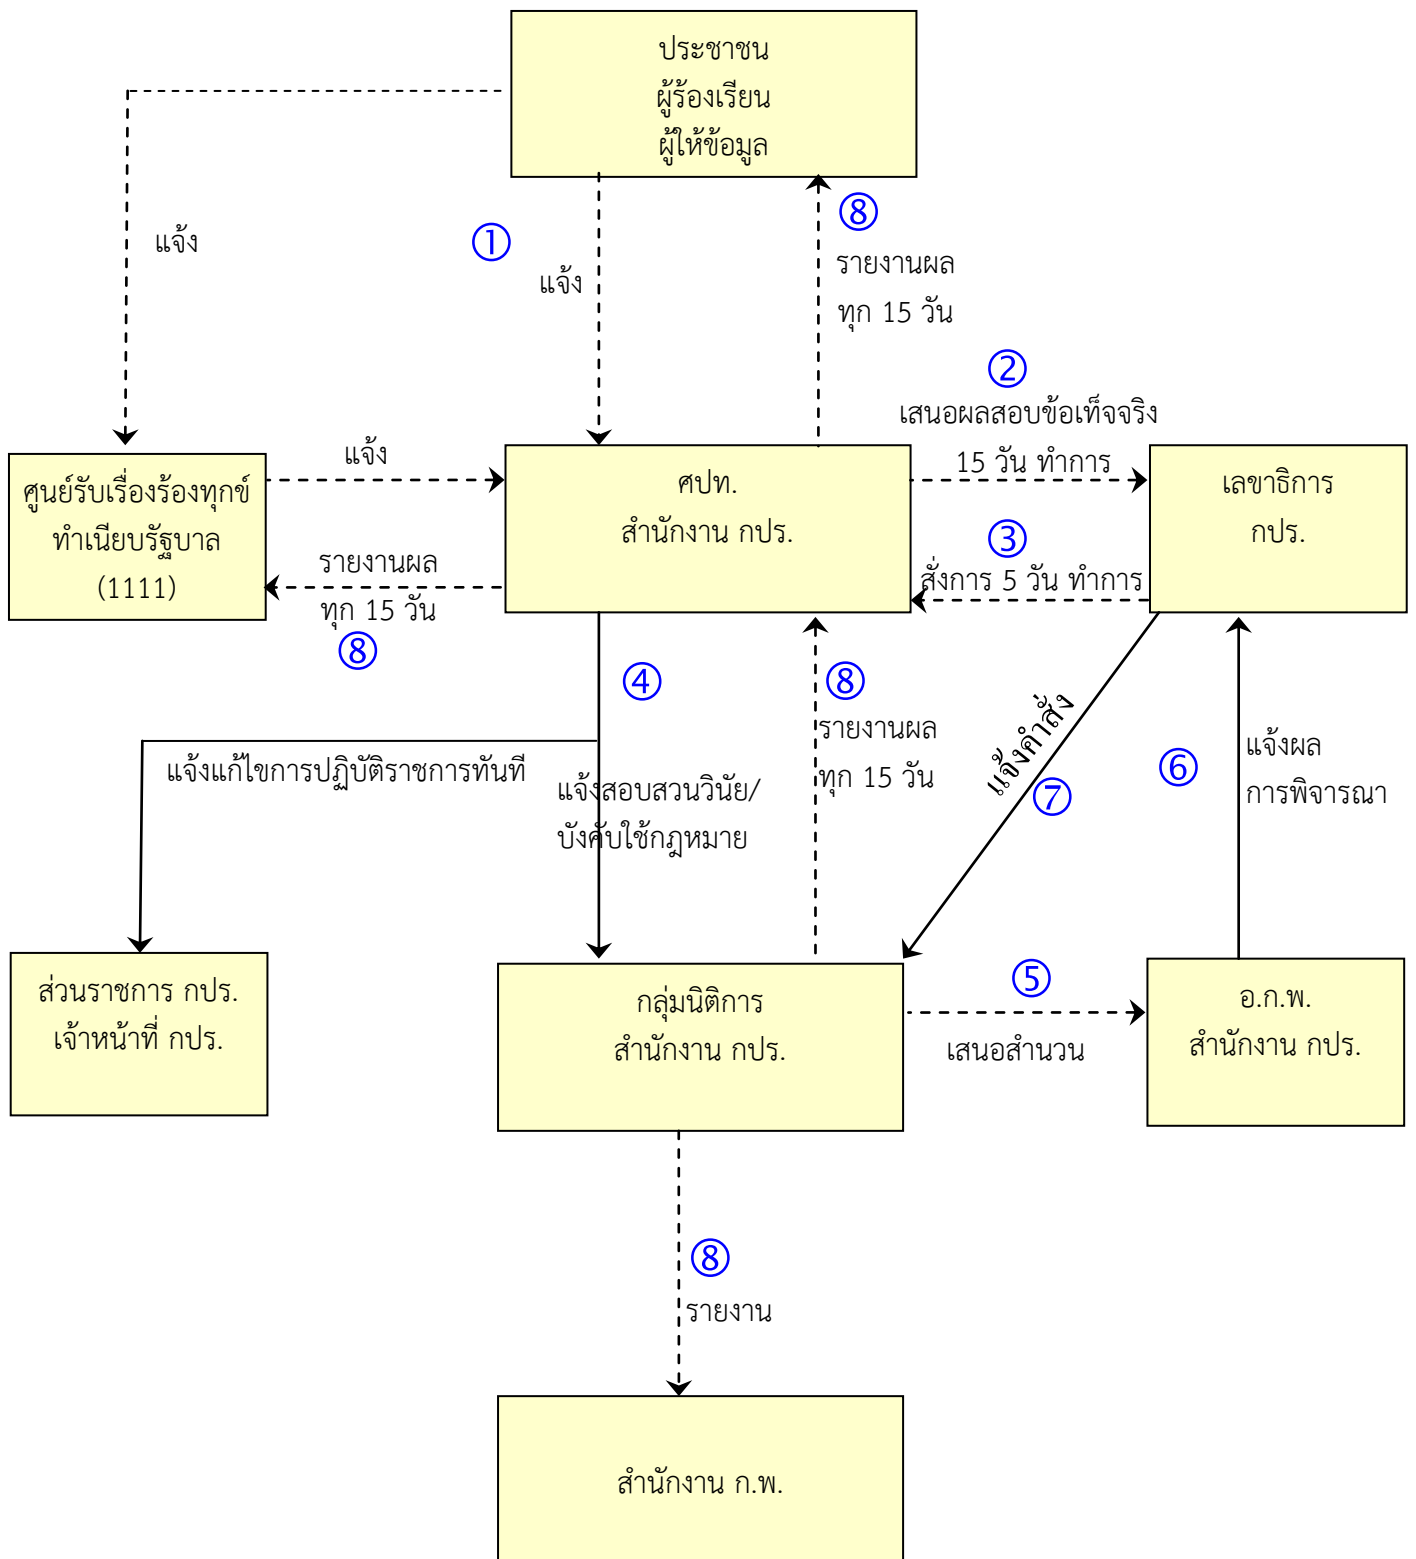 ประชาชน
ผู้ร้องเรียน
ผู้ให้ข้อมูล
แจ้ง
①
แจ้ง
⑧
รายงานผล
ทุก 15 วัน
②
เสนอผลสอบข้อเท็จจริง
15 วัน ทำการ
ศูนย์รับเรื่องร้องทุกข์
ทำเนียบรัฐบาล
(1111)
แจ้ง
รายงานผล
ทุก 15 วัน
⑧
ศปท.
สำนักงาน กปร.
③
สั่งการ 5 วัน ทำการ
เลขาธิการ
กปร.
④
แจ้งแก้ไขการปฏิบัติราชการทันที
แจ้งสอบสวนวินัย/
บังคับใช้กฎหมาย
⑧
รายงานผล
ทุก 15 วัน
แจ้งคำสั่ง
⑦
⑥
แจ้งผล
การพิจารณา
ส่วนราชการ กปร.
เจ้าหน้าที่ กปร.
กลุ่มนิติการ
สำนักงาน กปร.
⑤
เสนอสำนวน
อ.ก.พ.
สำนักงาน กปร.
⑧
รายงาน
สำนักงาน ก.พ.